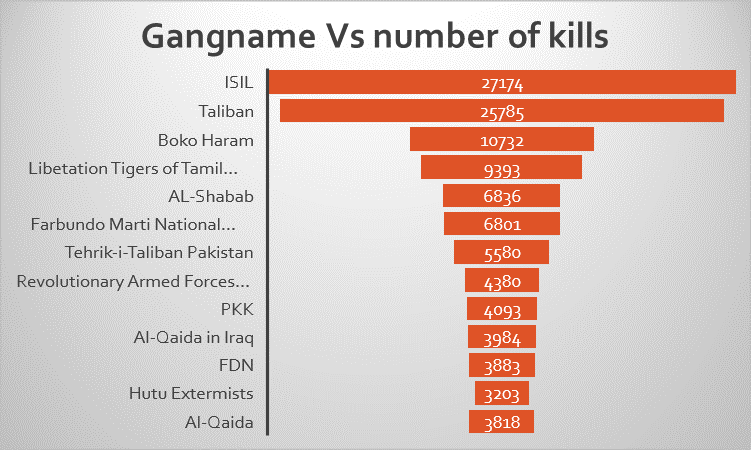 Gangname Vs number of kills
ISIL 27174
Taliban 25785
Boko Haram 10732
Libetation Tigers of Tamil... 9393
AL-Shabab 6836
Farbundo Marti National... 6801
Tehrik-i-Taliban Pakistan 5580
Revolutionary Armed Forces... 4380
PKK 4093
Al-Qaida in Iraq 3984
FDN 3883
Hutu Extermists 3203
Al-Qaida 3818